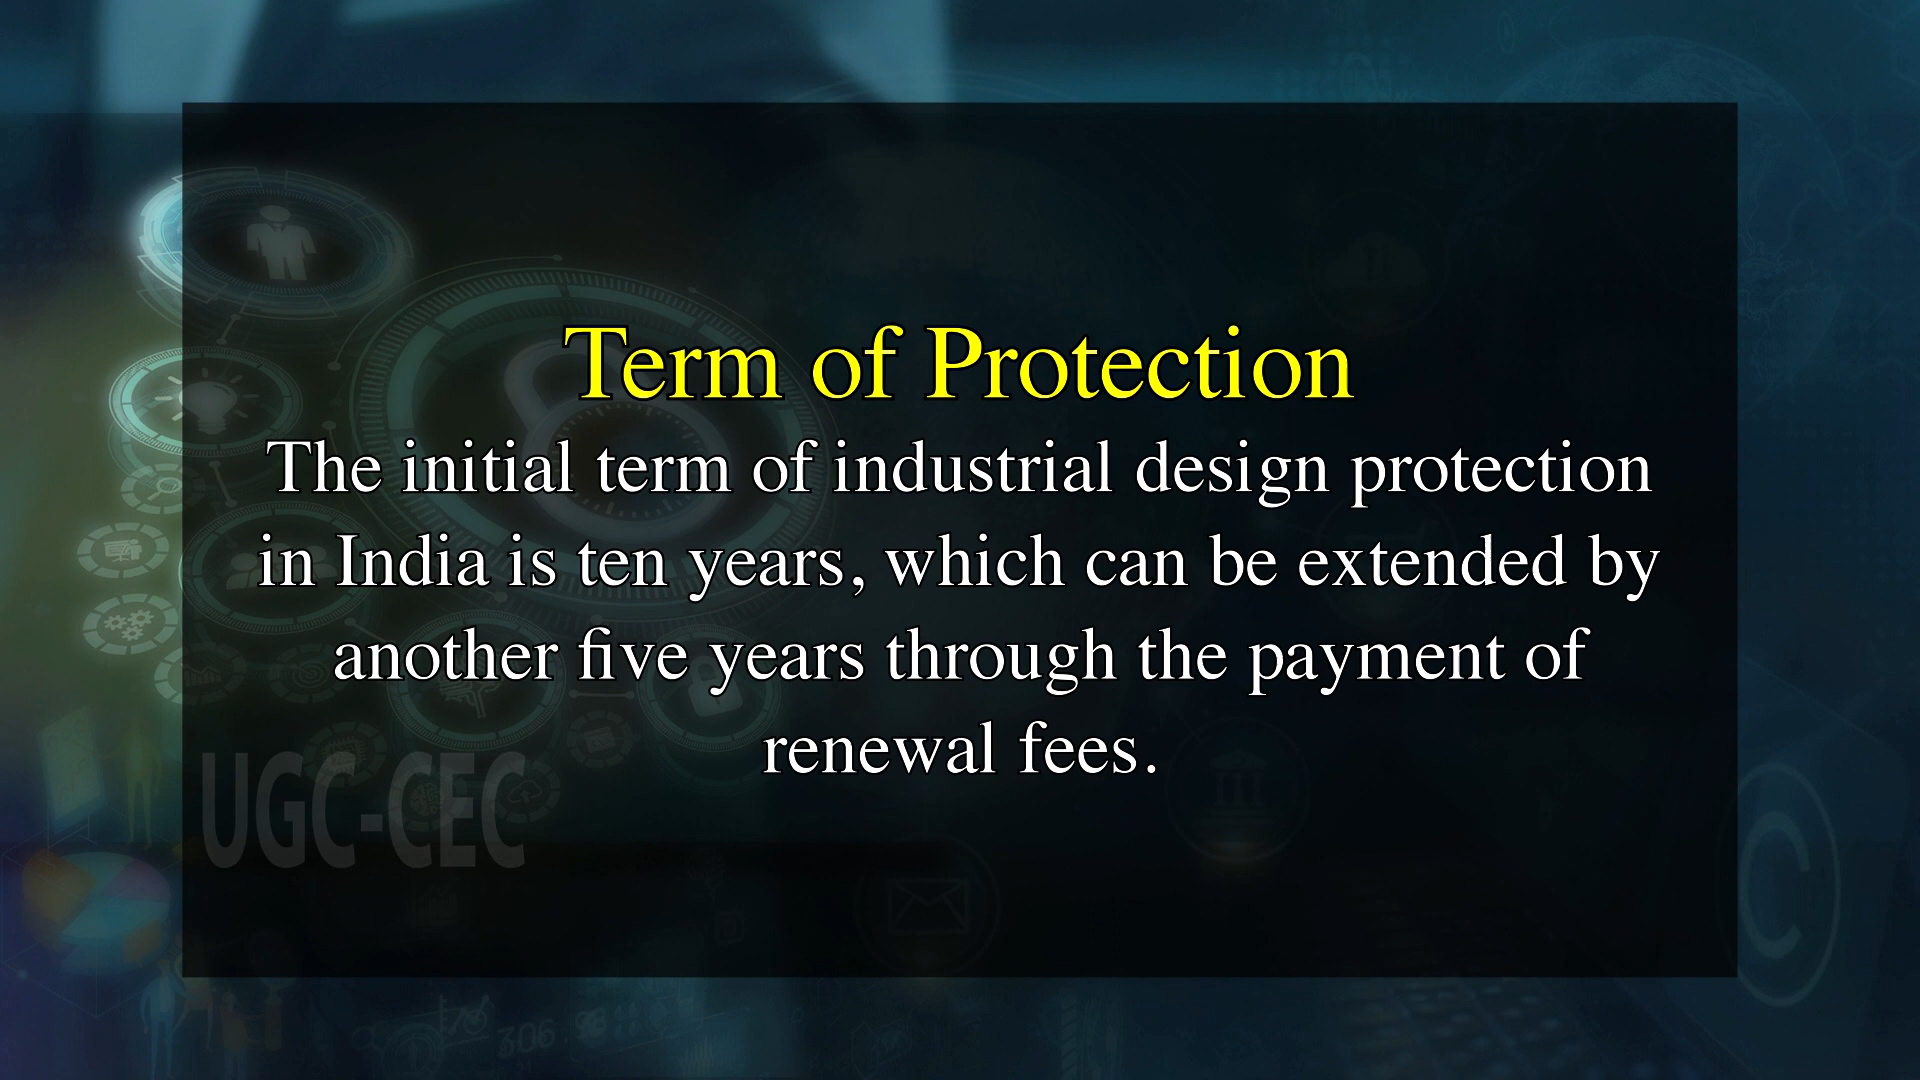 Term of Protection
The initial term of industrial design protection
in India is ten years, which can be extended by
another five years through the payment of
renewal fees.
UGC-CEC